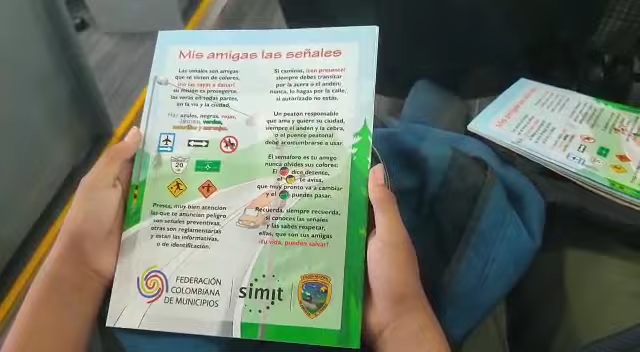 Mis amigas las señales
Las señales son amigas
que se visten de colores,
¡no las vayas a dañar!
su misión es protegerte,
las verás en todas partes,
en la vía y la ciudad.
Hay azules, negras, rojas,
blancas, verdes,
amarillas y naranjas.
20
Presta, muy bien atención
las que te anuncian peligro
son señales preventivas,
otras son reglamentarias
y están las informativas,
o de identificación.
Si caminas, ¡ten presente!
siempre debes transitar
por la acera o el andén;
nunca, lo hagas por la calle,
si autorizado no estás.
Un peatón responsable
que ama y quiere su ciudad,
siempre el andén y la cebra,
o el puente peatonal
debe acostumbrarse a usar.
El semáforo es tu amigo
nunca olvides sus colores:
El dice detente,
el te avisa,
que muy pronto va a cambiar
y el puedes pasar.
Recuerda, siempre recuerda,
si conoces las señales
y las sabes respetar,
ellas, que son tus amigas
¡tu vida, pueden salvar!
FEDERACIÓN
COLOMBIANA
DE MUNICIPIOS
simit